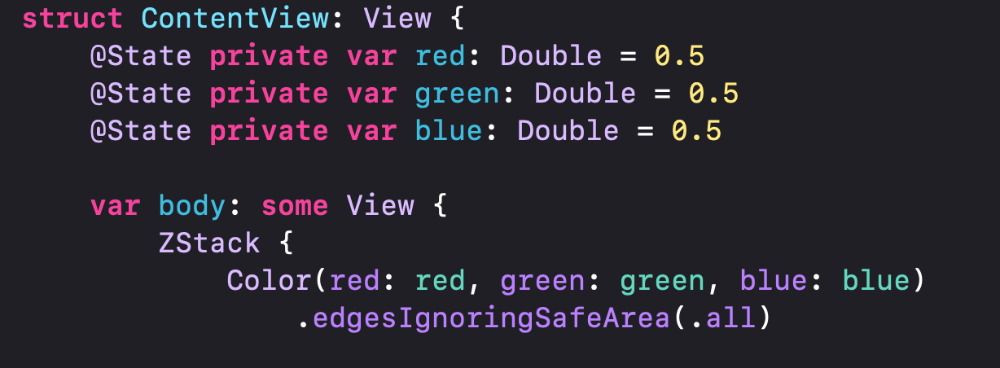 struct ContentView: View {
    @State private var red: Double = 0.5
    @State private var green: Double = 0.5
    @State private var blue: Double = 0.5

    var body: some View {
        ZStack {
            Color(red: red, green: green, blue: blue)
                .edgesIgnoringSafeArea(.all)